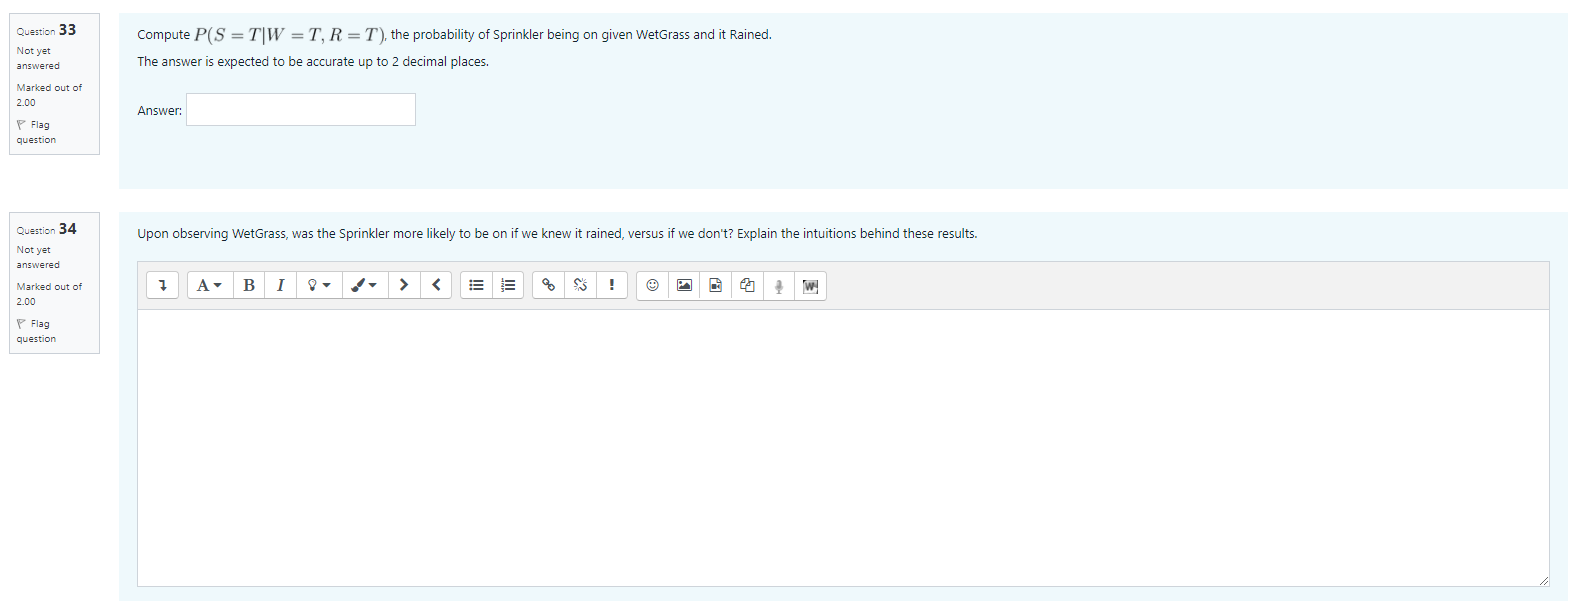 Question 33
Not yet
answered
Marked out of
2.00
Flag
question
Compute P(S = T|W = T, R = T), the probability of Sprinkler being on given WetGrass and it Rained.
The answer is expected to be accurate up to 2 decimal places.
Answer:
Question 34
Not yet
answered
Marked out of
2.00
Flag
question
Upon observing WetGrass, was the Sprinkler more likely to be on if we knew it rained, versus if we don't? Explain the intuitions behind these results.
A B I